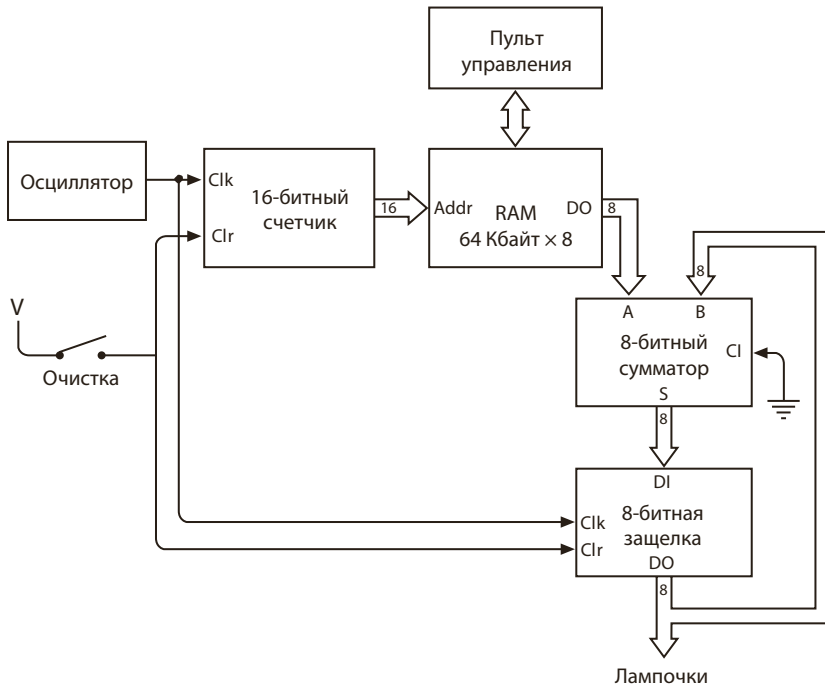 Пульт
управления
Осциллятор
Clk
16-битный
счетчик
Clr
16
Addr
RAM
64 Кбайт × 8
DO
8
8
V
Очистка
A
B
8-битный
сумматор
CI
S
8
DI
Clk
8-битная
защелка
Clr
DO
8
Лампочки